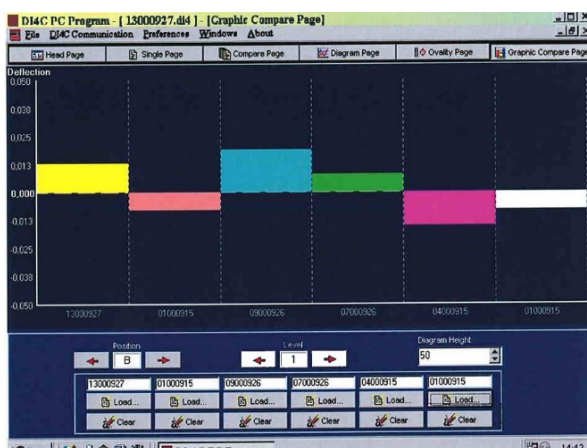 DI4C PC Program - [ 13000927.di4 ] - [Graphic Compare Page]
File DI4C Communication Preferences Windows About
Head Page Single Page Compare Page Diagram Page Ovality Page Graphic Compare Page
Deflection
0,050
0,038
0,025
0,013
0,000
-0,013
-0,025
-0,038
-0,050
13000927 01000915 09000926 07000926 04000915 01000915
Position Level Diagram Height
B 1 50
13000927 01000915 09000926 07000926 04000915 01000915
Load... Load... Load... Load... Load... Load...
Clear Clear Clear Clear Clear Clear
14:42